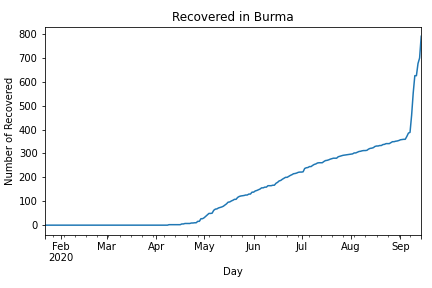 Recovered in Burma
Number of Recovered
800
700
600
500
400
300
200
100
0
Feb Mar Apr May Jun Jul Aug Sep
2020
Day